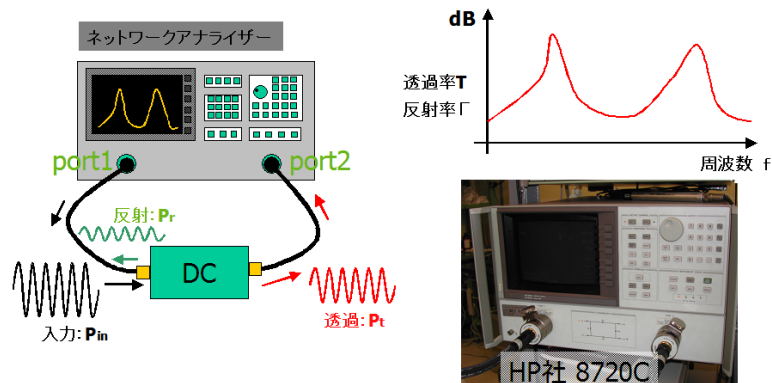 ネットワークアナライザー
port1
port2
反射: Pr
DC
入力: Pin
透過: Pt
dB
透過率T
反射率Γ
周波数 f
HP社 8720C